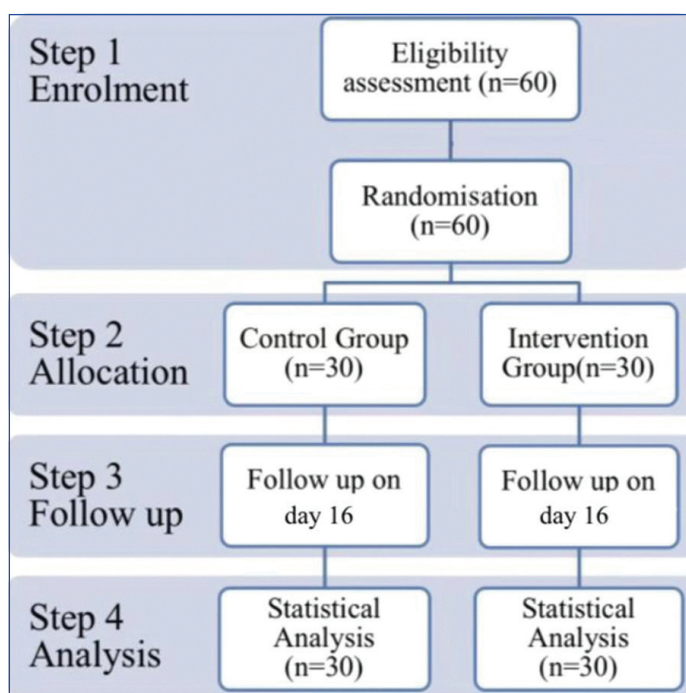 Step 1
Enrolment
Eligibility
assessment (n=60)
Randomisation
(n=60)
Step 2
Allocation
Control Group
(n=30)
Intervention
Group(n=30)
Step 3
Follow up
Follow up on
day 16
Follow up on
day 16
Step 4
Analysis
Statistical
Analysis
(n=30)
Statistical
Analysis
(n=30)